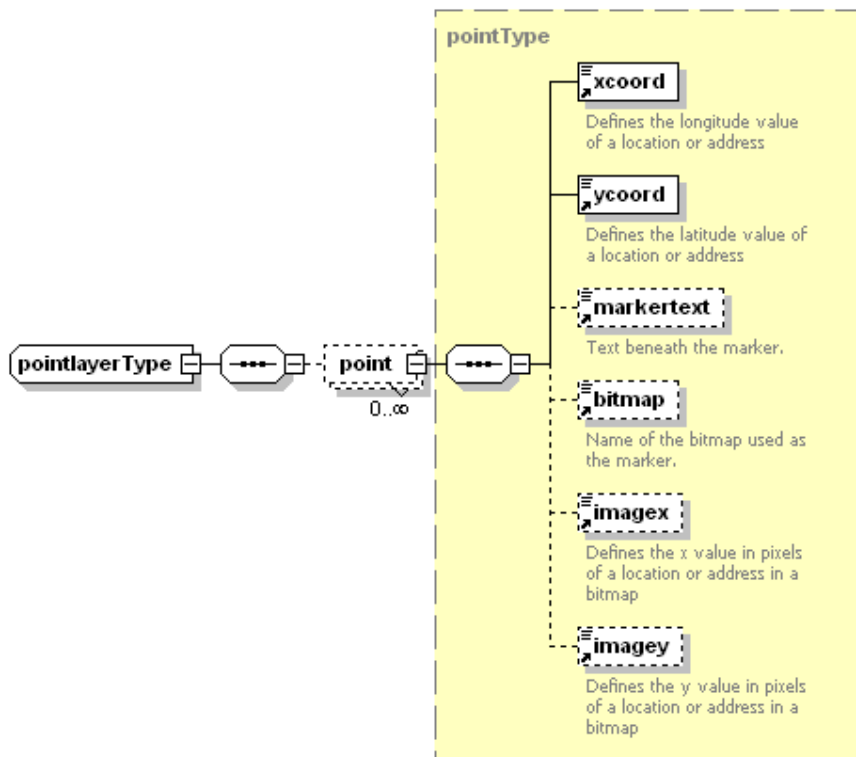 pointType
xcoord
Defines the longitude value
of a location or address
ycoord
Defines the latitude value of
a location or address
markertext
Text beneath the marker.
pointlayerType
point
0..∞
bitmap
Name of the bitmap used as
the marker.
imagex
Defines the x value in pixels
of a location or address in a
bitmap
imagey
Defines the y value in pixels
of a location or address in a
bitmap